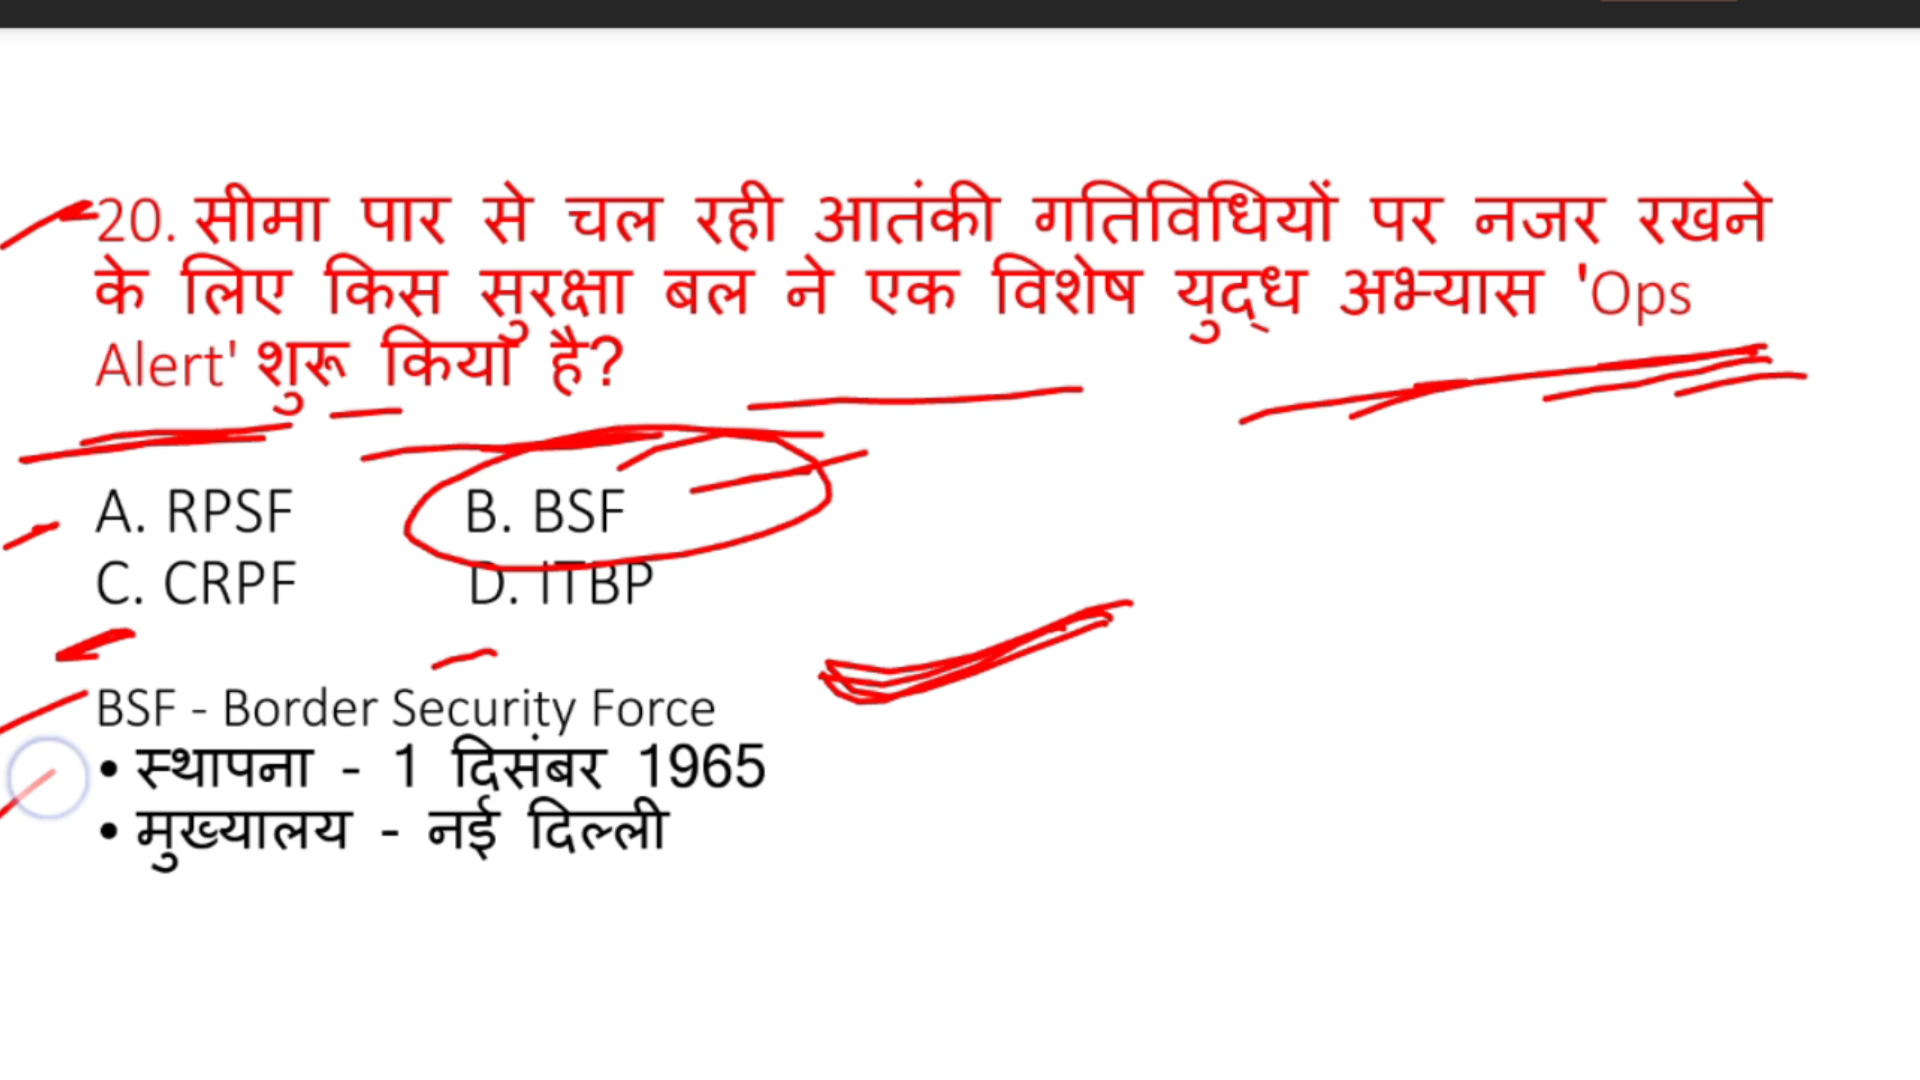 20. सीमा पार से चल रही आतंकी गतिविधियों पर नजर रखने
के लिए किस सुरक्षा बल ने एक विशेष युद्ध अभ्यास 'Ops
Alert' शुरू किया है?
A. RPSF B. BSF
C. CRPF D. ITBP
BSF - Border Security Force
• स्थापना - 1 दिसंबर 1965
• मुख्यालय - नई दिल्ली